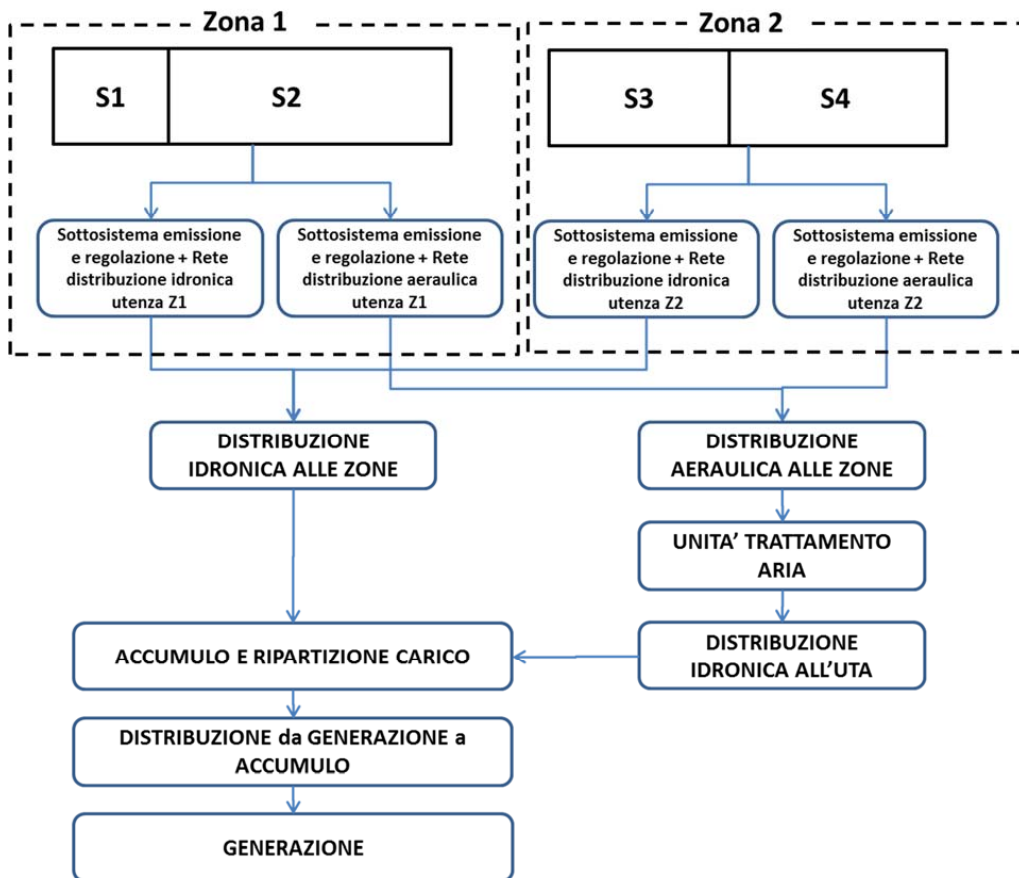 Zona 1
Zona 2
S1
S2
S3
S4
Sottosistema emissione
e regolazione + Rete
distribuzione idronica
utenza Z1
Sottosistema emissione
e regolazione + Rete
distribuzione aeraulica
utenza Z1
Sottosistema emissione
e regolazione + Rete
distribuzione idronica
utenza Z2
Sottosistema emissione
e regolazione + Rete
distribuzione aeraulica
utenza Z2
DISTRIBUZIONE
IDRONICA ALLE ZONE
DISTRIBUZIONE
AERAULICA ALLE ZONE
UNITA’ TRATTAMENTO
ARIA
ACCUMULO E RIPARTIZIONE CARICO
DISTRIBUZIONE
IDRONICA ALL’UTA
DISTRIBUZIONE da GENERAZIONE a
ACCUMULO
GENERAZIONE